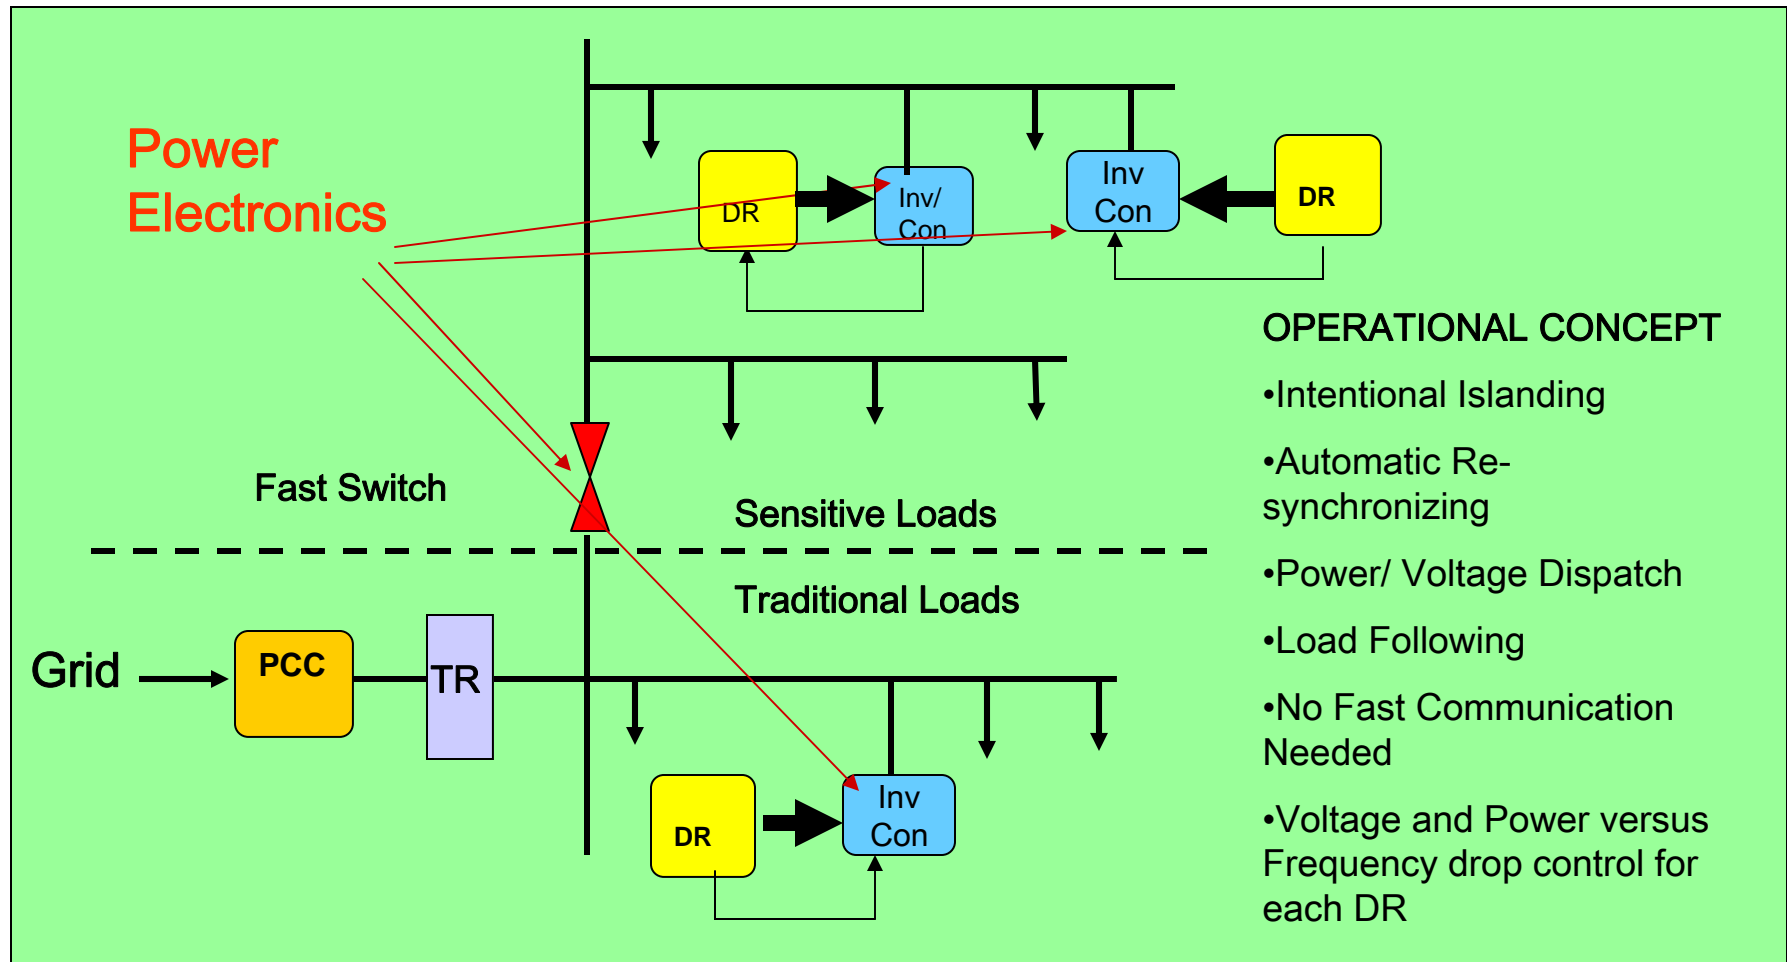 Power
Electronics
DR
Inv/
Con
Inv
Con
DR
OPERATIONAL CONCEPT
•Intentional Islanding
•Automatic Re-
synchronizing
•Power/ Voltage Dispatch
•Load Following
•No Fast Communication
Needed
•Voltage and Power versus
Frequency drop control for
each DR
Fast Switch
Sensitive Loads
Traditional Loads
Grid
PCC
TR
DR
Inv
Con